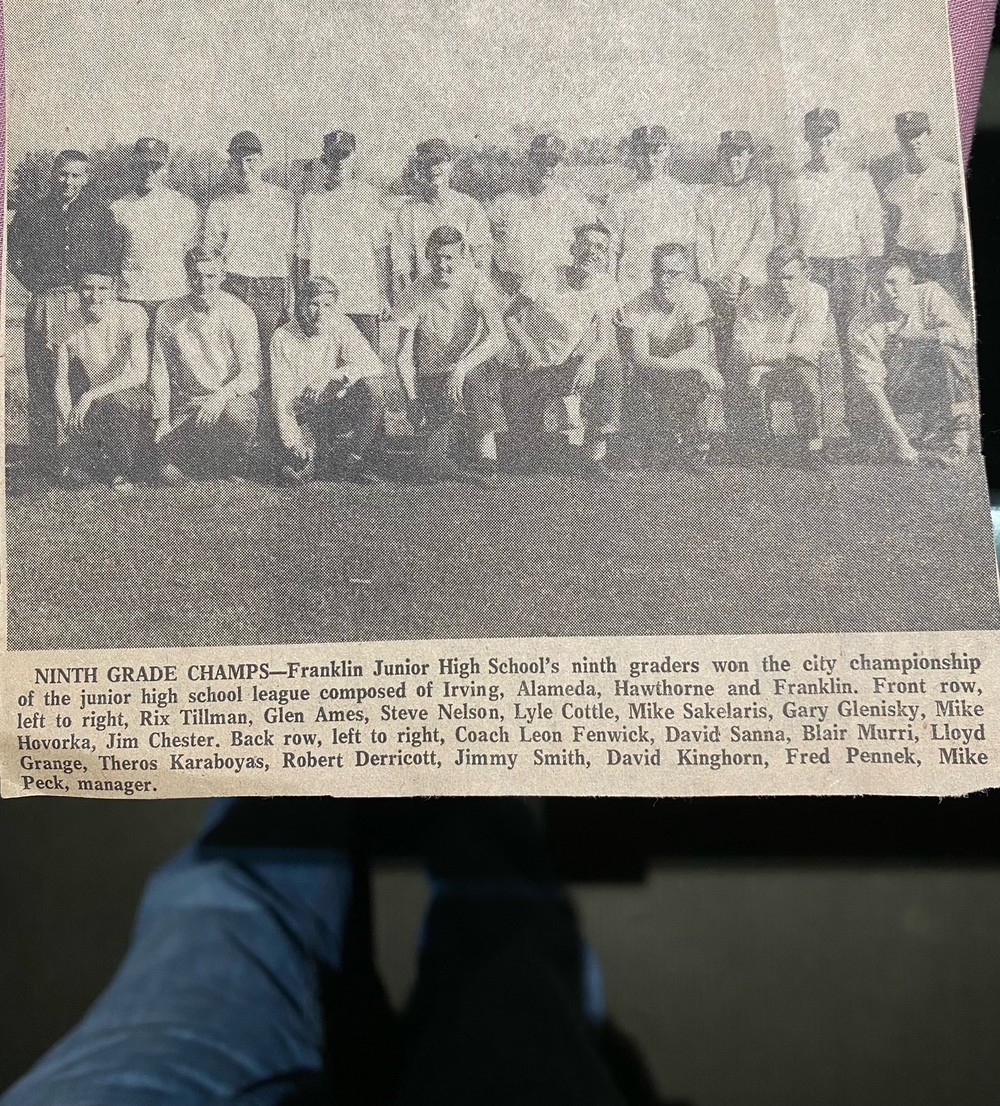 NINTH GRADE CHAMPS—Franklin Junior High School's ninth graders won the city championship
of the junior high school league composed of Irving, Alameda, Hawthorne and Franklin. Front row,
left to right, Rix Tillman, Glen Ames, Steve Nelson, Lyle Cottle, Mike Sakelaris, Gary Glenisky, Mike
Hovorka, Jim Chester. Back row, left to right, Coach Leon Fenwick, David Sanna, Blair Murri, Lloyd
Grange, Theros Karaboyas, Robert Derricott, Jimmy Smith, David Kinghorn, Fred Pennek, Mike
Peck, manager.